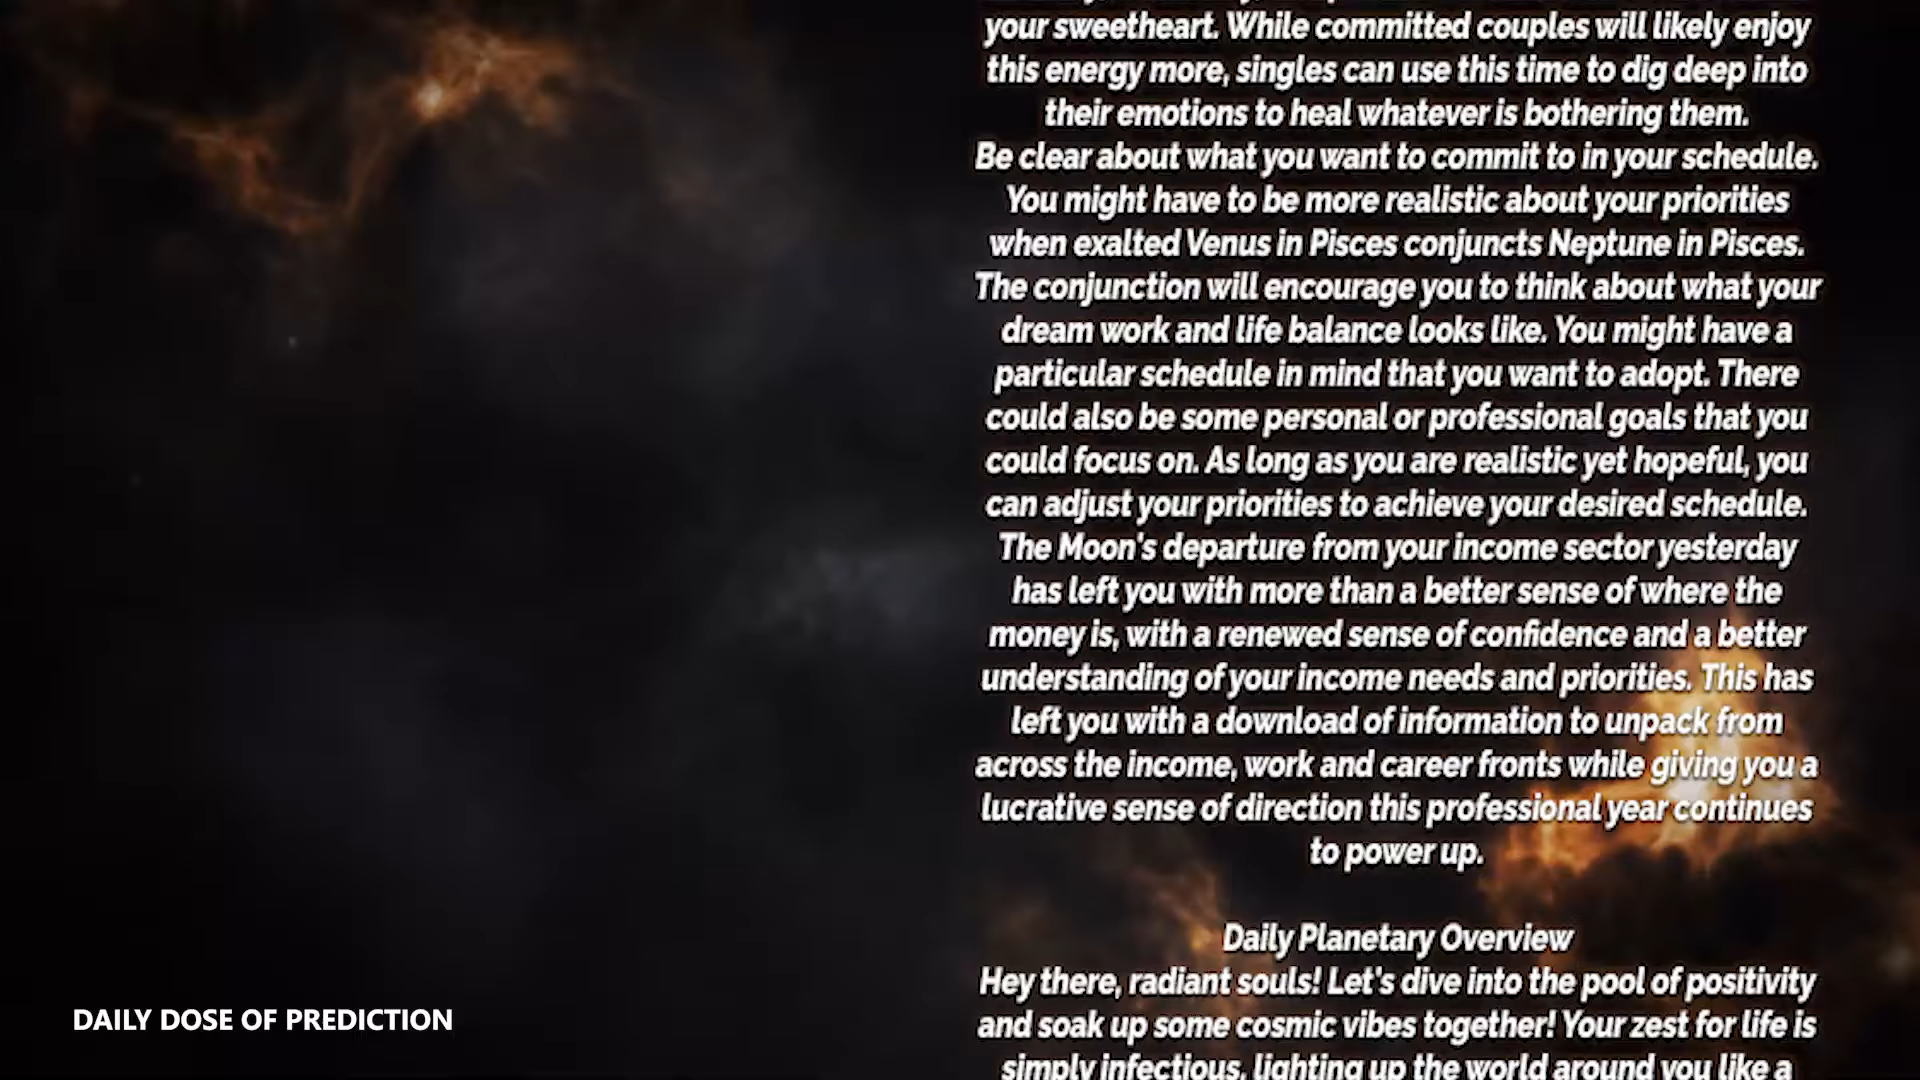 your sweetheart. While committed couples will likely enjoy
this energy more, singles can use this time to dig deep into
their emotions to heal whatever is bothering them.
Be clear about what you want to commit to in your schedule.
You might have to be more realistic about your priorities
when exalted Venus in Pisces conjuncts Neptune in Pisces.
The conjunction will encourage you to think about what your
dream work and life balance looks like. You might have a
particular schedule in mind that you want to adopt. There
could also be some personal or professional goals that you
could focus on. As long as you are realistic yet hopeful, you
can adjust your priorities to achieve your desired schedule.
The Moon's departure from your income sector yesterday
has left you with more than a better sense of where the
money is, with a renewed sense of confidence and a better
understanding of your income needs and priorities. This has
left you with a download of information to unpack from
across the income, work and career fronts while giving you a
lucrative sense of direction this professional year continues
to power up.
Daily Planetary Overview
Hey there, radiant souls! Let's dive into the pool of positivity
and soak up some cosmic vibes together! Your zest for life is
simply infectious, lighting up the world around you like a
DAILY DOSE OF PREDICTION